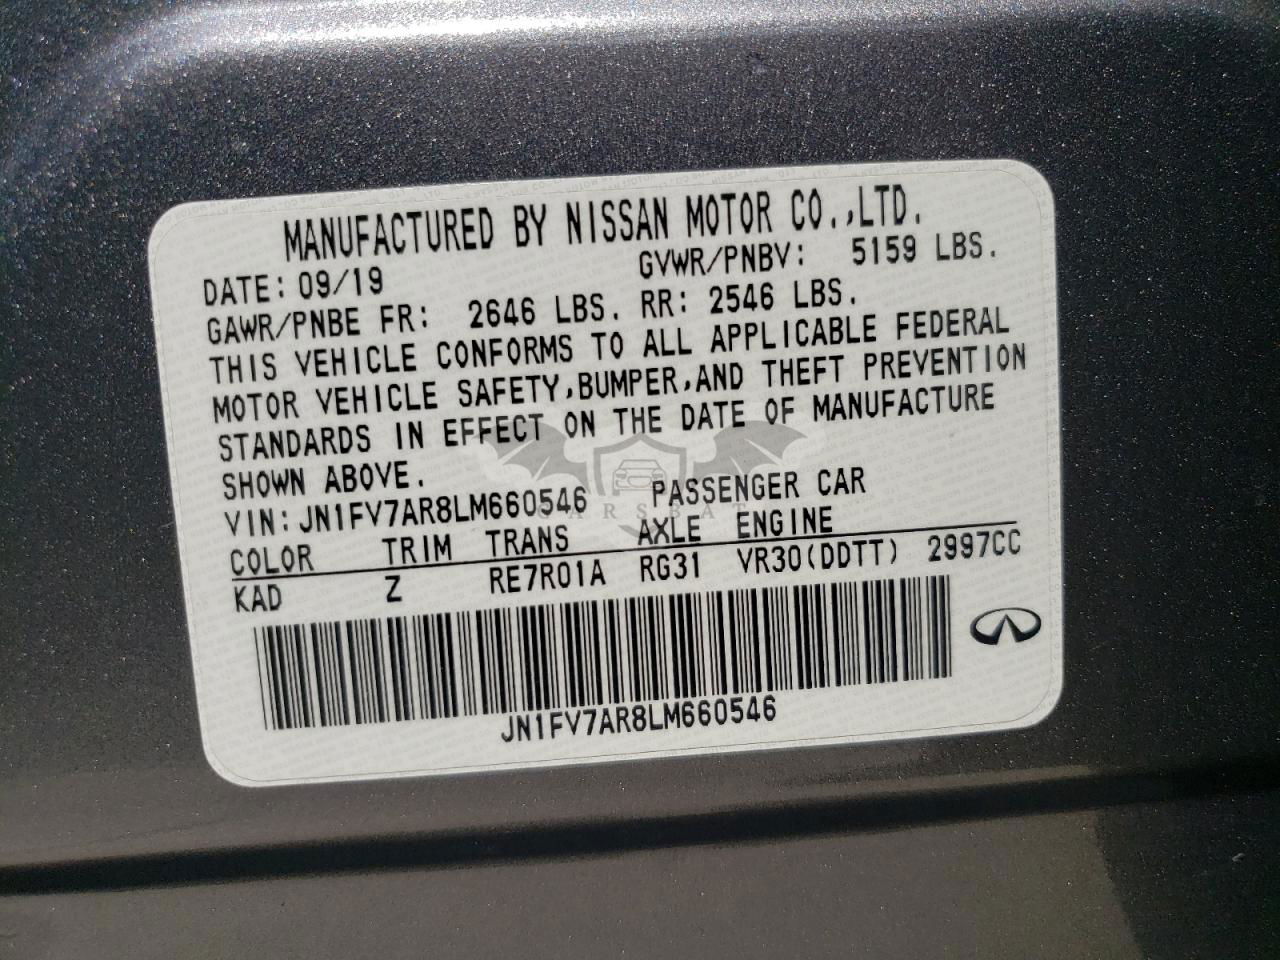 MANUFACTURED BY NISSAN MOTOR CO.,LTD.
DATE: 09/19 GVWR/PNBV: 5159 LBS.
GAWR/PNBE FR: 2646 LBS. RR: 2546 LBS.
THIS VEHICLE CONFORMS TO ALL APPLICABLE FEDERAL
MOTOR VEHICLE SAFETY,BUMPER,AND THEFT PREVENTION
STANDARDS IN EFFECT ON THE DATE OF MANUFACTURE
SHOWN ABOVE.
VIN: JN1FV7AR8LM660546 PASSENGER CAR
CARSBAT
COLOR TRIM TRANS AXLE ENGINE
KAD Z RE7R01A RG31 VR30(DDTT) 2997CC
JN1FV7AR8LM660546